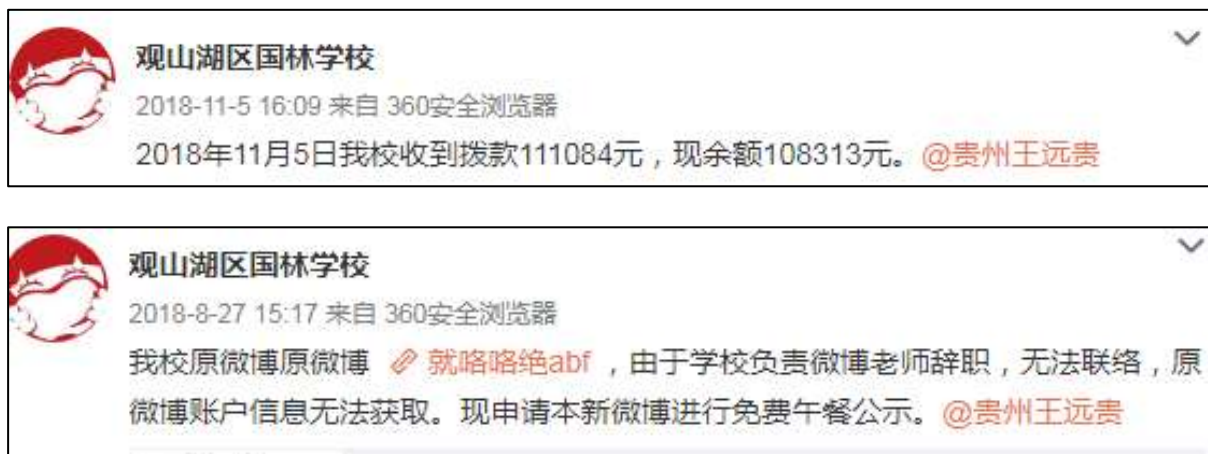 观山湖区国林学校
2018-11-5 16:09 来自 360安全浏览器
2018年11月5日我校收到拨款111084元，现余额108313元。@贵州王远贵
观山湖区国林学校
2018-8-27 15:17 来自 360安全浏览器
我校原微博原微博 就咯咯绝abf ，由于学校负责微博老师辞职，无法联络，原
微博账户信息无法获取。现申请本新微博进行免费午餐公示。@贵州王远贵